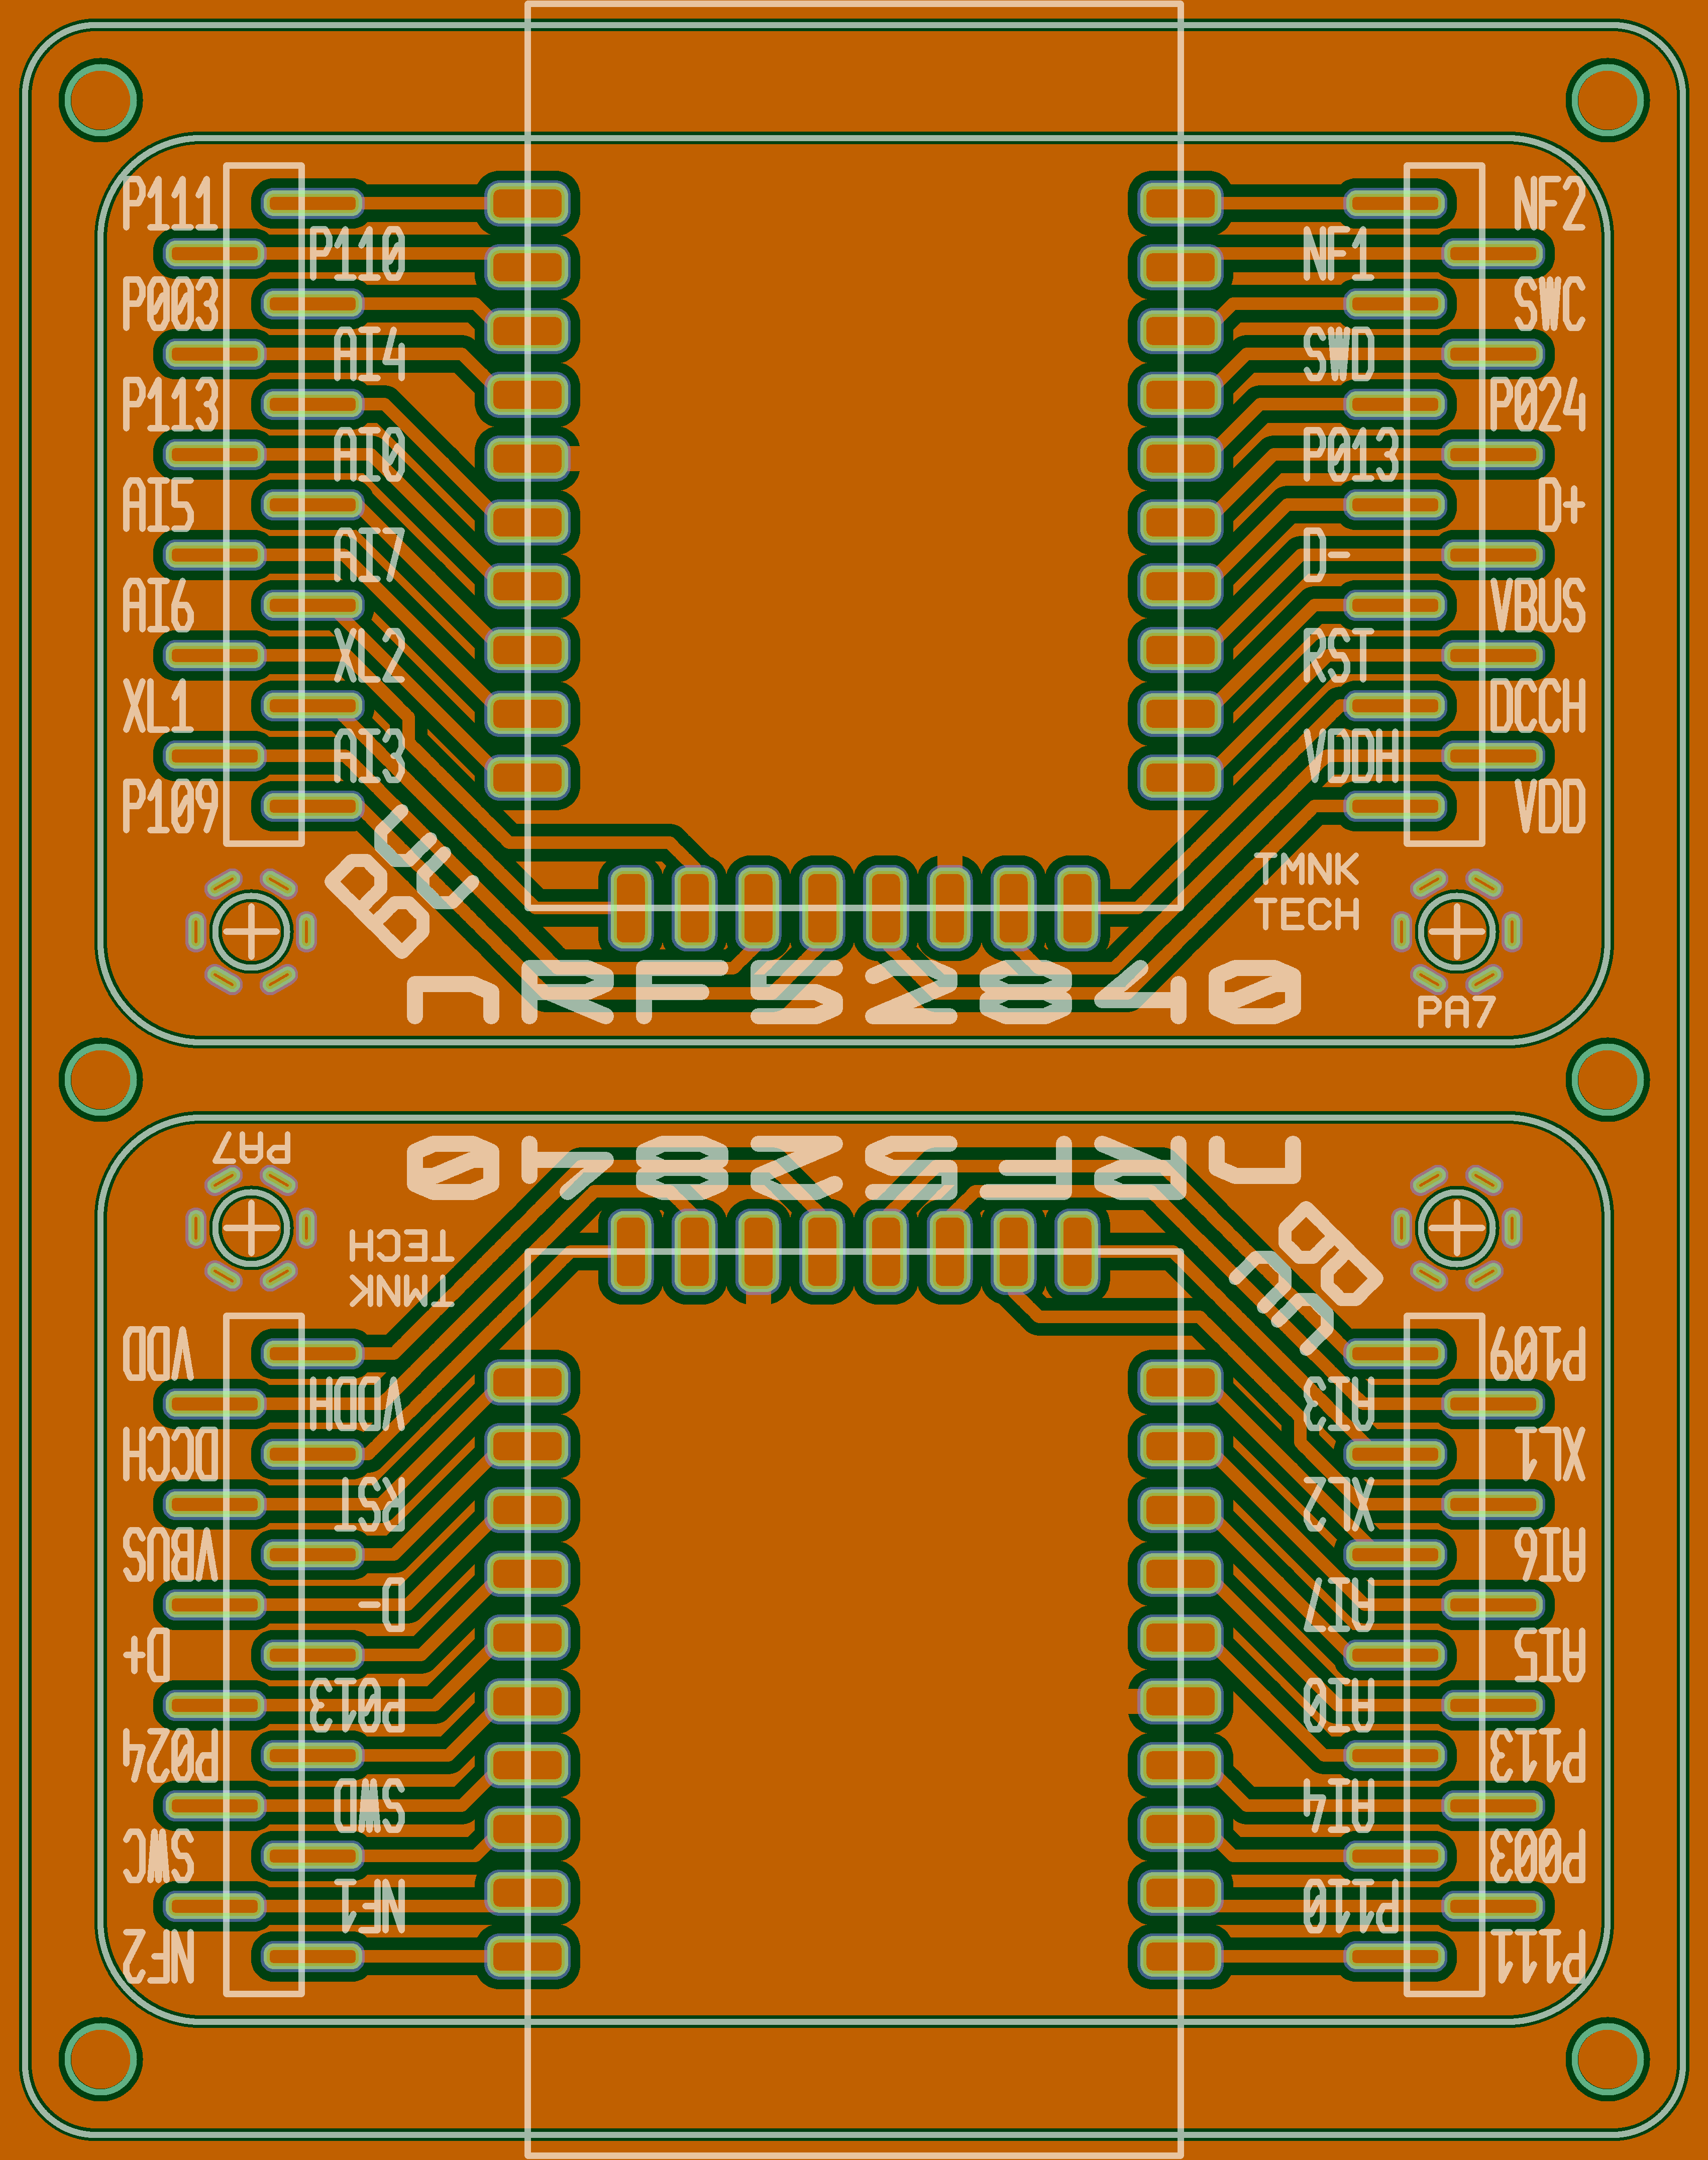 P111
NF2
P110
NF1
P003
SWC
AI4
SWD
P113
P024
AI0
P013
AI5
D+
AI7
D-
AI6
VBUS
XL2
RST
XL1
DCCH
AI3
VDDH
P109
VDD
TMNK
TECH
nRF52840
PA7
PA7
nRF52840
TMNK
TECH
VDD
P109
VDDH
AI3
DCCH
XL1
RST
XL2
VBUS
AI6
D-
AI7
D+
AI5
P013
AI0
P024
P113
SWD
AI4
SWC
P003
NF1
P110
NF2
P111